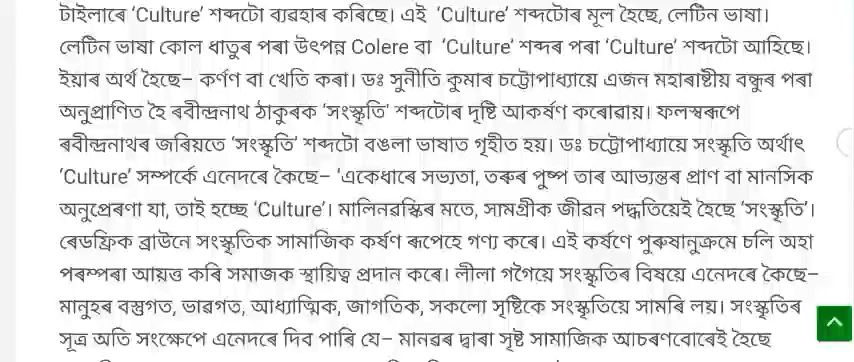 টাইলাৰে ‘Culture’ শব্দটো ব্যৱহাৰ কৰিছে। এই ‘Culture’ শব্দটোৰ মূল হৈছে, লেটিন ভাষা।
লেটিন ভাষা কোল ধাতুৰ পৰা উৎপন্ন Colere বা ‘Culture’ শব্দৰ পৰা ‘Culture’ শব্দটো আহিছে।
ইয়াৰ অৰ্থ হৈছে– কৰ্ণণ বা খেতি কৰা। ডঃ সুনীতি কুমাৰ চট্টোপাধ্যায়ে এজন মহাৰাষ্টীয় বন্ধুৰ পৰা
অনুপ্ৰাণিত হৈ ৰবীন্দ্ৰনাথ ঠাকুৰক ‘সংস্কৃতি’ শব্দটোৰ দৃষ্টি আকৰ্ষণ কৰোৱায়। ফলস্বৰূপে
ৰবীন্দ্ৰনাথৰ জৰিয়তে ‘সংস্কৃতি’ শব্দটো বঙলা ভাষাত গৃহীত হয়। ডঃ চট্টোপাধ্যায়ে সংস্কৃতি অৰ্থাৎ
‘Culture’ সম্পৰ্কে এনেদৰে কৈছে– ‘একেধাৰে সভ্যতা, তৰুৰ পুষ্প তাৰ আভ্যন্তৰ প্ৰাণ বা মানসিক
অনুপ্ৰেৰণা যা, তাই হচ্ছে ‘Culture’। মালিনৱস্কিৰ মতে, সামগ্ৰীক জীৱন পদ্ধতিয়েই হৈছে ‘সংস্কৃতি’।
ৰেডফ্ৰিক ব্ৰাউনে সংস্কৃতিক সামাজিক কৰ্ষণ ৰূপেহে গণ্য কৰে। এই কৰ্ষণে পুৰুষানুক্ৰমে চলি অহা
পৰম্পৰা আয়ত্ত কৰি সমাজক স্থায়িত্ব প্ৰদান কৰে। লীলা গগৈয়ে সংস্কৃতিৰ বিষয়ে এনেদৰে কৈছে–
মানুহৰ বস্তুগত, ভাৱগত, আধ্যাত্মিক, জাগতিক, সকলো সৃষ্টিকে সংস্কৃতিয়ে সামৰি লয়। সংস্কৃতিৰ
সূত্ৰ অতি সংক্ষেপে এনেদৰে দিব পাৰি যে– মানৱৰ দ্বাৰা সৃষ্ট সামাজিক আচৰণবোৰেই হৈছে